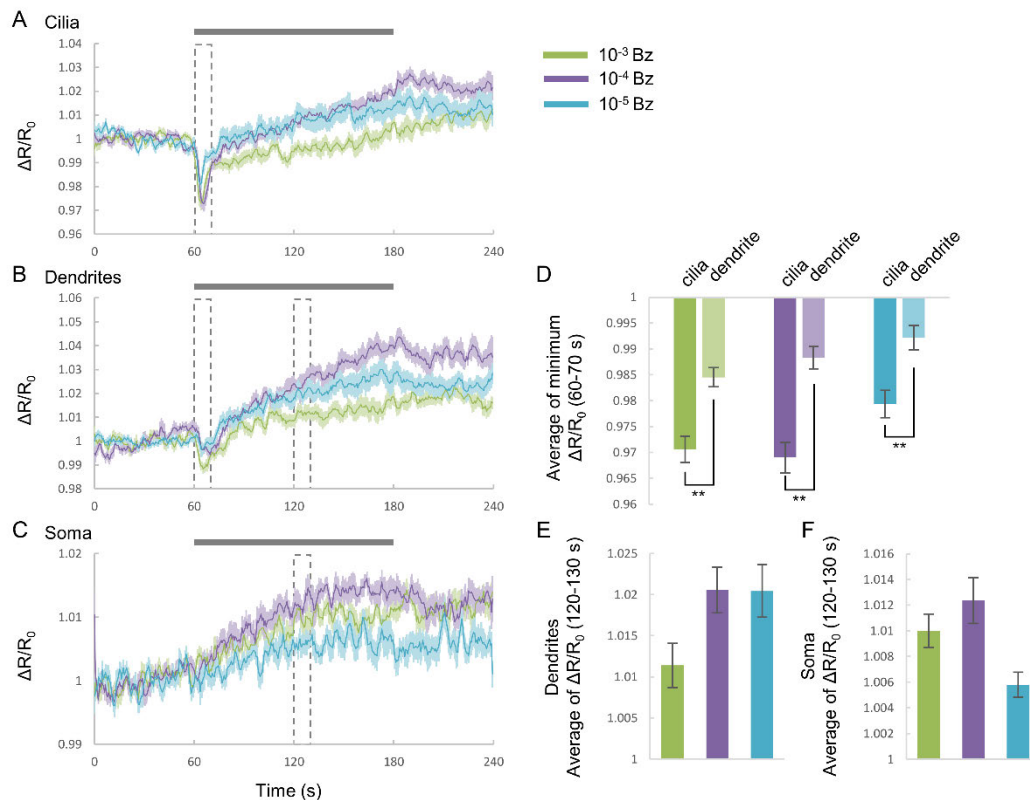 A Cilia
10⁻³ Bz
10⁻⁴ Bz
10⁻⁵ Bz
ΔR/R₀
1.04
1.03
1.02
1.01
1
0.99
0.98
0.97
0.96
0 60 120 180 240
B Dendrites
ΔR/R₀
1.06
1.05
1.04
1.03
1.02
1.01
1
0.99
0.98
0 60 120 180 240
C Soma
ΔR/R₀
1.02
1.01
1
0.99
0 60 120 180 240
Time (s)
D
cilia dendrite cilia dendrite cilia dendrite
Average of minimum
ΔR/R₀ (60-70 s)
1
0.995
0.99
0.985
0.98
0.975
0.97
0.965
0.96
** ** **
E
Dendrites
Average of ΔR/R₀ (120-130 s)
1.025
1.02
1.015
1.01
1.005
1
F
Soma
Average of ΔR/R₀ (120-130 s)
1.016
1.014
1.012
1.01
1.008
1.006
1.004
1.002
1